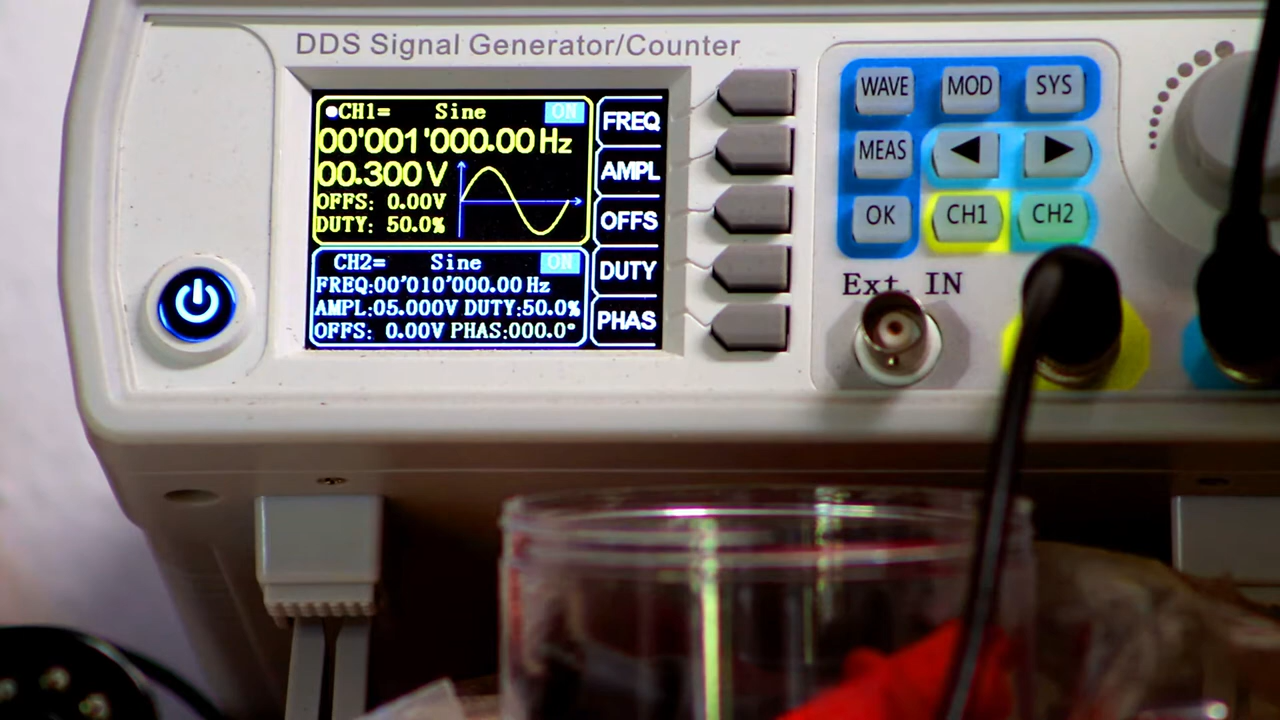 DDS Signal Generator/Counter
CH1= Sine ON
00'001'000.00 Hz
00.300 V
OFFS: 0.00V
DUTY: 50.0%
CH2= Sine ON
FREQ:00'010'000.00 Hz
AMPL:05.000V DUTY:50.0%
OFFS: 0.00V PHAS:000.0°
FREQ
AMPL
OFFS
DUTY
PHAS
WAVE MOD SYS
MEAS
OK CH1 CH2
Ext. IN